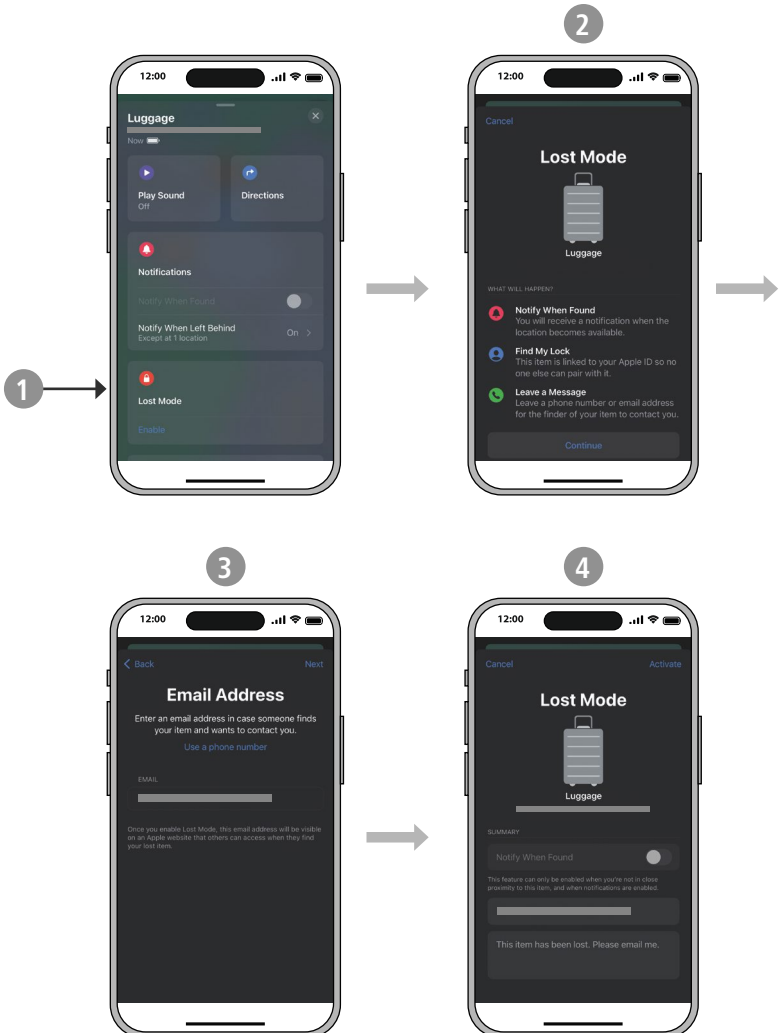 1
12:00
Luggage
Now
Play Sound
Off
Directions
Notifications
Notify When Found
Notify When Left Behind
Except at 1 location
On
Lost Mode
Enable
2
12:00
Cancel
Lost Mode
Luggage
WHAT WILL HAPPEN?
Notify When Found
You will receive a notification when the
location becomes available.
Find My Lock
This item is linked to your Apple ID so no
one else can pair with it.
Leave a Message
Leave a phone number or email address
for the finder of your item to contact you.
Continue
3
12:00
Back
Next
Email Address
Enter an email address in case someone finds
your item and wants to contact you.
Use a phone number
EMAIL
Once you enable Lost Mode, this email address will be visible
on an Apple website that others can access when they find
your lost item.
4
12:00
Cancel
Activate
Lost Mode
Luggage
SUMMARY
Notify When Found
This feature can only be enabled when you're not in close
proximity to this item, and when notifications are enabled.
This item has been lost. Please email me.